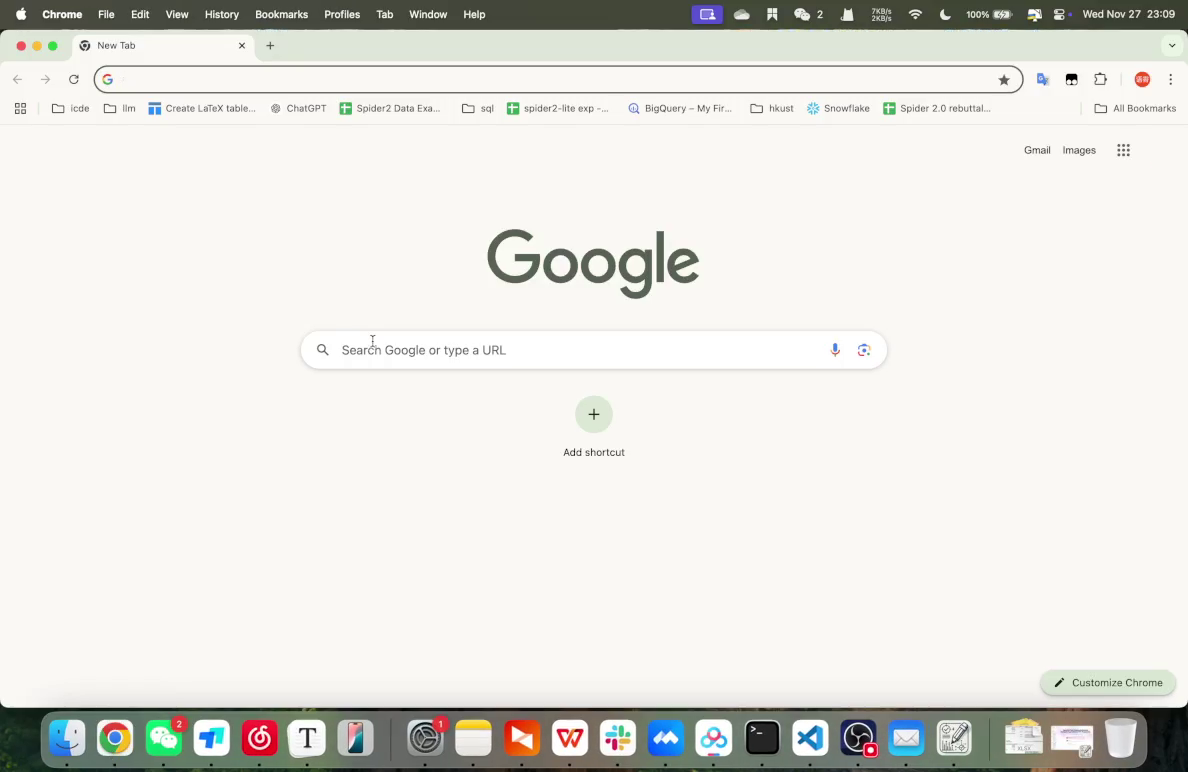 Chrome File Edit View History Bookmarks Profiles Tab Window Help 2 7KB/s 2KB/s 100% Wed Nov 27 23:09
New Tab
icde llm Create LaTeX table... ChatGPT Spider2 Data Exa... sql spider2-lite exp -... BigQuery – My Fir... hkust Snowflake Spider 2.0 rebuttal... All Bookmarks
Gmail Images
Google
Search Google or type a URL
Add shortcut
Customize Chrome
2 1
T W >_ XLSX